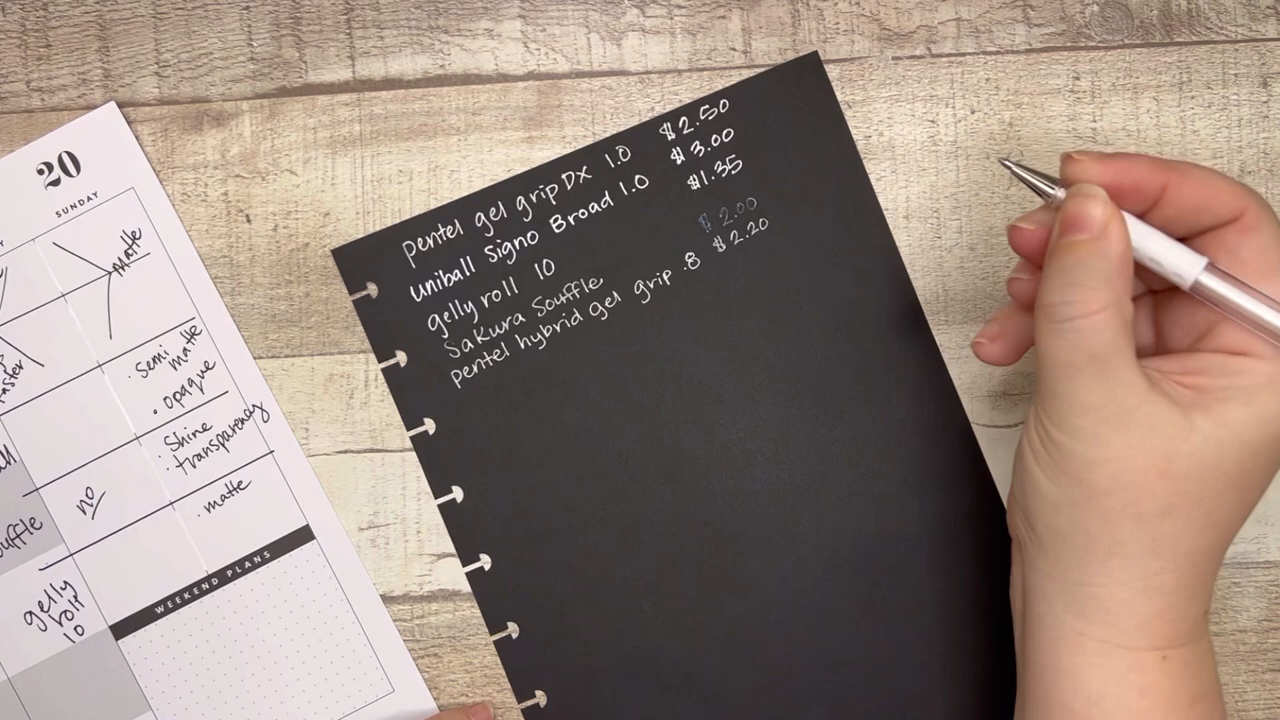 20
SUNDAY
matte
. semi matte
. opaque
. Shine
. transparency
no
. matte
gelly
roll
10
WEEKEND PLANS
pentel gel grip DX 1.0 $2.50
uniball Signo Broad 1.0 $3.00
gelly roll 10 $1.35
Sakura Souffle $2.00
pentel hybrid gel grip .8 $2.20